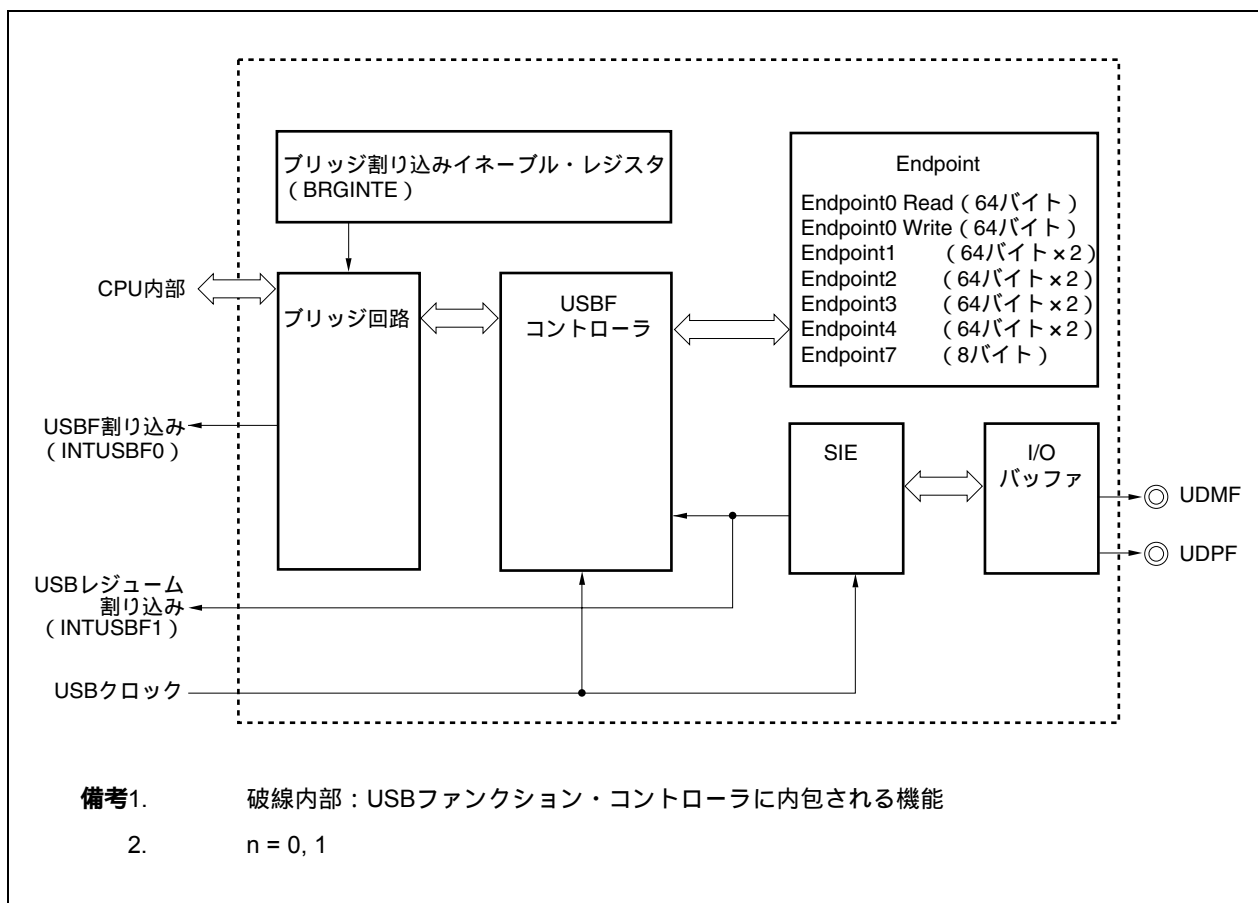 ブリッジ割り込みイネーブル・レジスタ
（BRGINTE）
Endpoint
Endpoint0 Read（64バイト）
Endpoint0 Write（64バイト）
Endpoint1　（64バイト×2）
Endpoint2　（64バイト×2）
Endpoint3　（64バイト×2）
Endpoint4　（64バイト×2）
Endpoint7　（8バイト）
CPU内部
ブリッジ回路
USBF
コントローラ
USBF割り込み
（INTUSBF0）
SIE
I/O
バッファ
UDMF
UDPF
USBレジューム
割り込み
（INTUSBF1）
USBクロック
備考1.　破線内部：USBファンクション・コントローラに内包される機能
2.　n = 0, 1